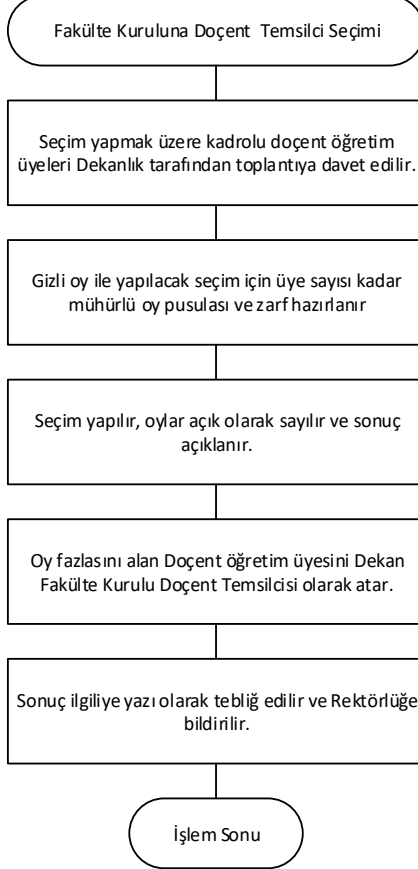 Fakülte Kuruluna Doçent Temsilci Seçimi
Seçim yapmak üzere kadrolu doçent öğretim
üyeleri Dekanlık tarafından toplantıya davet edilir.
Gizli oy ile yapılacak seçim için üye sayısı kadar
mühürlü oy pusulası ve zarf hazırlanır
Seçim yapılır, oylar açık olarak sayılır ve sonuç
açıklanır.
Oy fazlasını alan Doçent öğretim üyesini Dekan
Fakülte Kurulu Doçent Temsilcisi olarak atar.
Sonuç ilgiliye yazı olarak tebliğ edilir ve Rektörlüğe
bildirilir.
İşlem Sonu